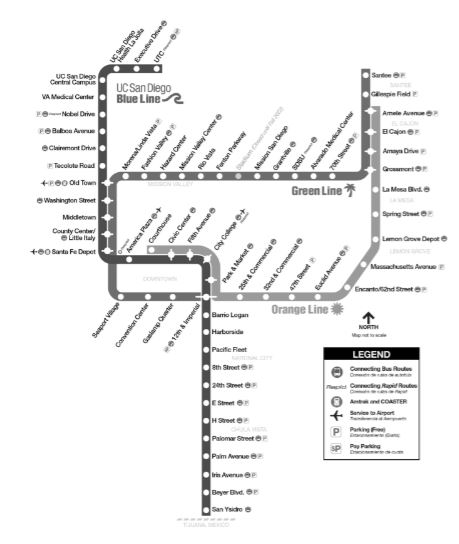 UC San Diego
Health La Jolla
Executive Drive
UTC
UC San Diego
Central Campus
VA Medical Center
Nobel Drive
Balboa Avenue
Clairemont Drive
Tecolote Road
Old Town
Washington Street
Middletown
County Center/
Little Italy
Santa Fe Depot
UC San Diego
Blue Line
Morena/Linda Vista
Fashion Valley
Hazard Center
Mission Valley Center
Rio Vista
Fenton Parkway
Mission San Diego
Grantville
SDSU
Alvarado Medical Center
70th Street
MISSION VALLEY
Green Line
Santee
SANTEE
Gillespie Field
Arnele Avenue
EL CAJON
El Cajon
Amaya Drive
Grossmont
La Mesa Blvd.
LA MESA
Spring Street
Lemon Grove Depot
LEMON GROVE
Massachusetts Avenue
Encanto/62nd Street
America Plaza
Courthouse
Civic Center
Fifth Avenue
City College
Park & Market
25th & Commercial
32nd & Commercial
47th Street
Euclid Avenue
DOWNTOWN
Orange Line
Seaport Village
Convention Center
Gaslamp Quarter
12th & Imperial
Barrio Logan
Harborside
Pacific Fleet
NATIONAL CITY
8th Street
24th Street
E Street
H Street
CHULA VISTA
Palomar Street
Palm Avenue
Iris Avenue
Beyer Blvd.
San Ysidro
TIJUANA, MEXICO
NORTH
Map not to scale
LEGEND
Connecting Bus Routes
Rapid Connecting Rapid Routes
Amtrak and COASTER
Service to Airport
P Parking (Free)
$P Pay Parking